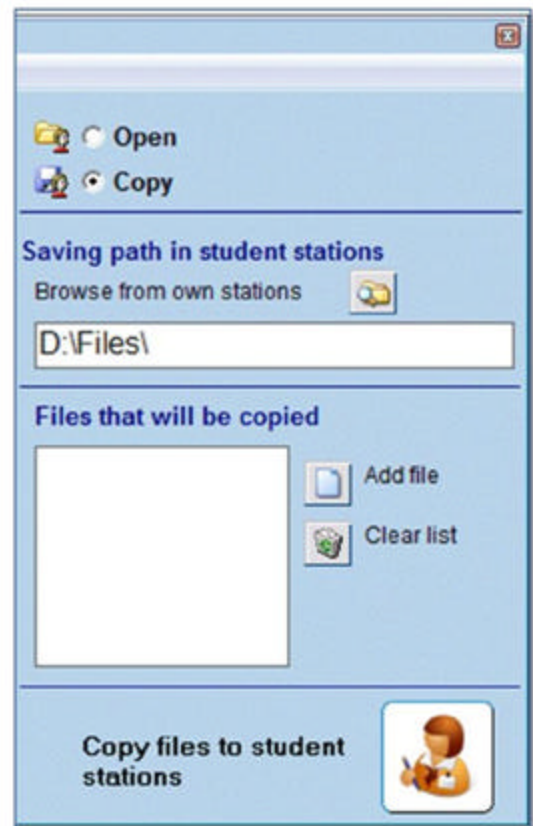 Open
Copy
Saving path in student stations
Browse from own stations
D:\Files\
Files that will be copied
Add file
Clear list
Copy files to student
stations